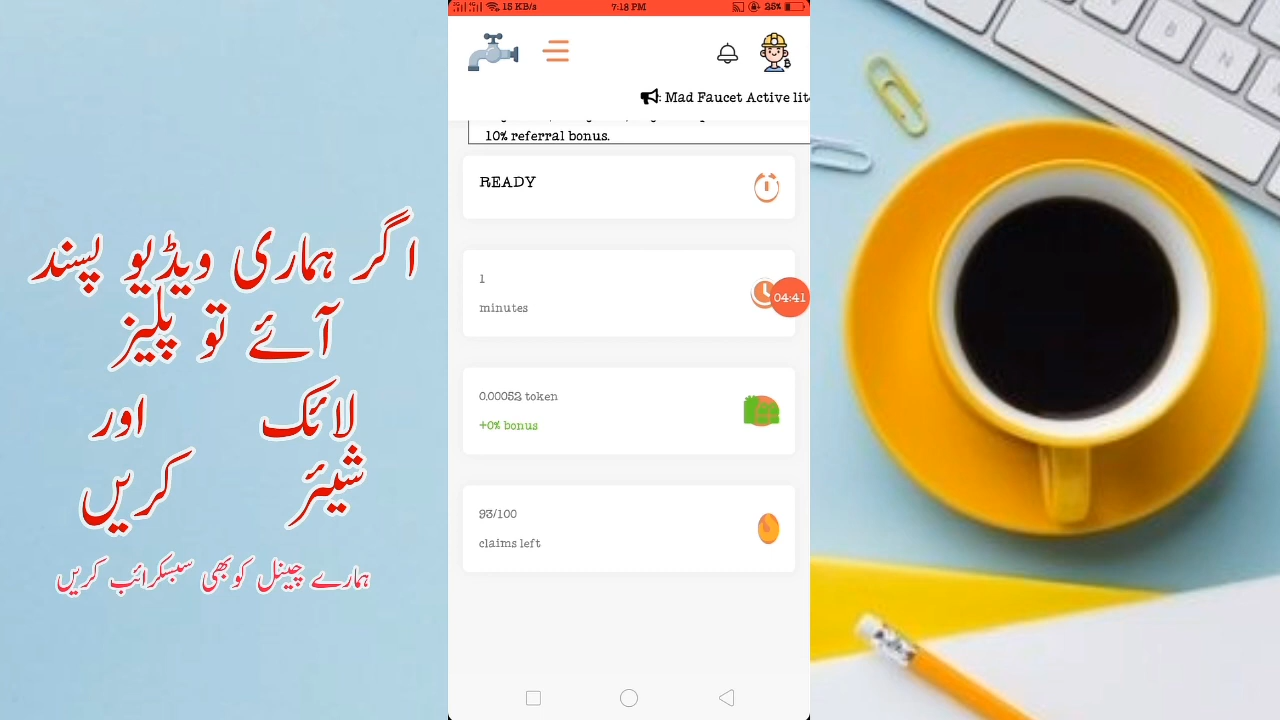 اگر ہماری ویڈیو پسند
آئے تو پلیز
لائک اور
شیئر کریں
ہمارے چینل کو بھی سبسکرائب کریں
15 KB/s
7:18 PM
25%
: Mad Faucet Active lit
10% referral bonus.
READY
1
minutes
04:41
0.00052 token
+0% bonus
93/100
claims left